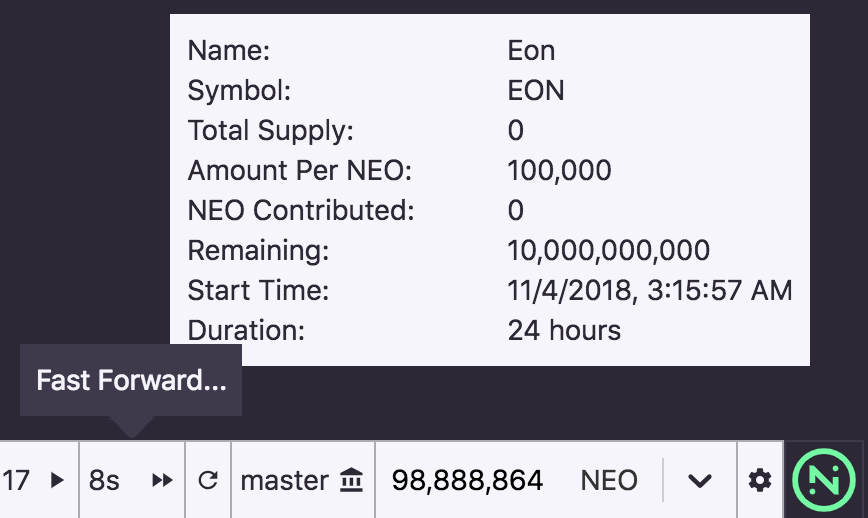 Name: Eon
Symbol: EON
Total Supply: 0
Amount Per NEO: 100,000
NEO Contributed: 0
Remaining: 10,000,000,000
Start Time: 11/4/2018, 3:15:57 AM
Duration: 24 hours
Fast Forward...
17 8s master 98,888,864 NEO